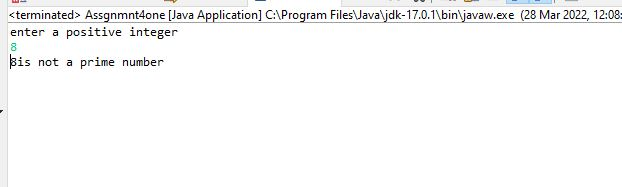 <terminated> Assgnmnt4one [Java Application] C:\Program Files\Java\jdk-17.0.1\bin\javaw.exe (28 Mar 2022, 12:08:
enter a positive integer
8
8is not a prime number